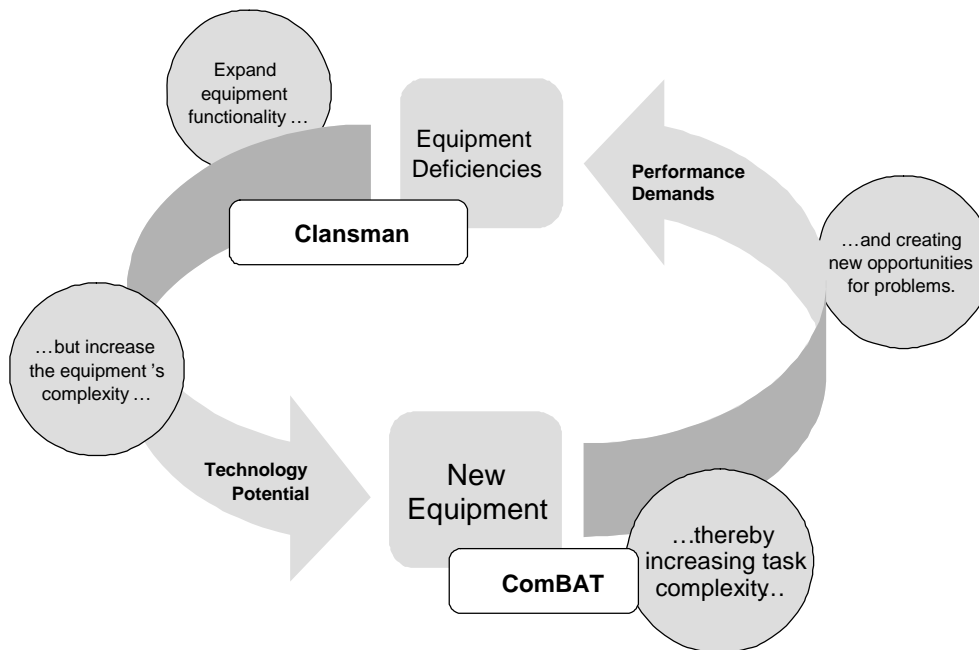 Expand
equipment
functionality …
Equipment
Deficiencies
Clansman
Performance
Demands
…and creating
new opportunities
for problems.
…but increase
the equipment 's
complexity …
Technology
Potential
New
Equipment
ComBAT
…thereby
increasing task
complexity…